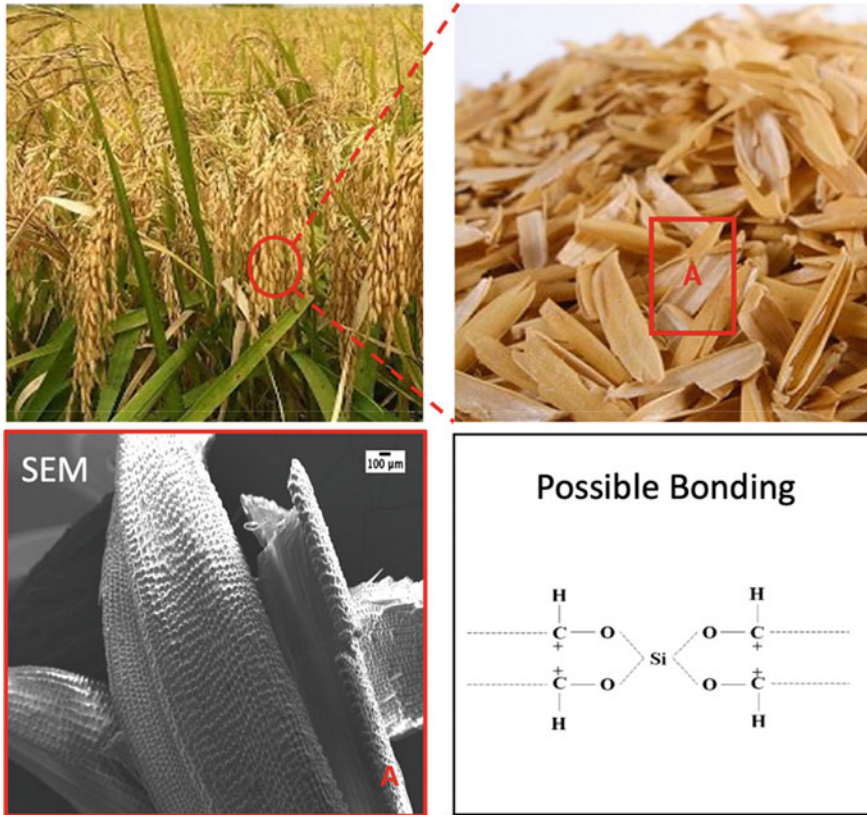 A
SEM
100 µm
A
Possible Bonding
H H
C — O O — C
+ Si +
+ +
C — O O — C
H H